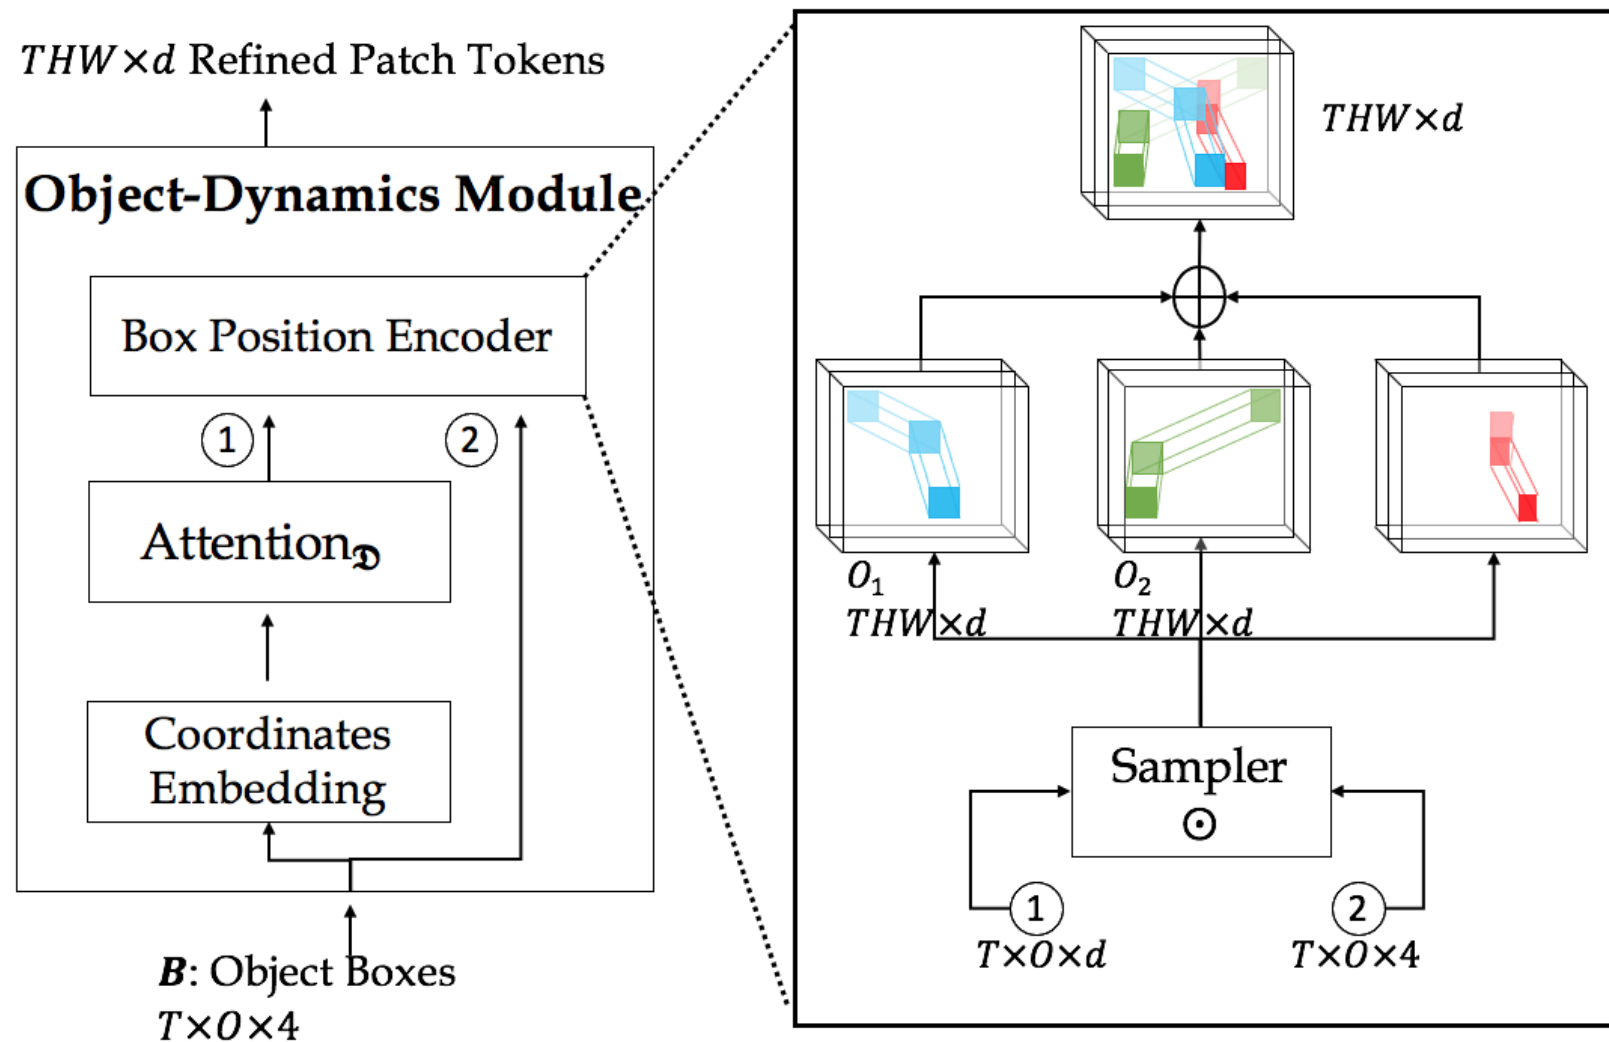 THW×d Refined Patch Tokens
Object-Dynamics Module
Box Position Encoder
1
2
Attention𝔇
Coordinates
Embedding
B: Object Boxes
T×O×4
THW×d
O₁
THW×d
O₂
THW×d
Sampler
⊙
1
T×O×d
2
T×O×4